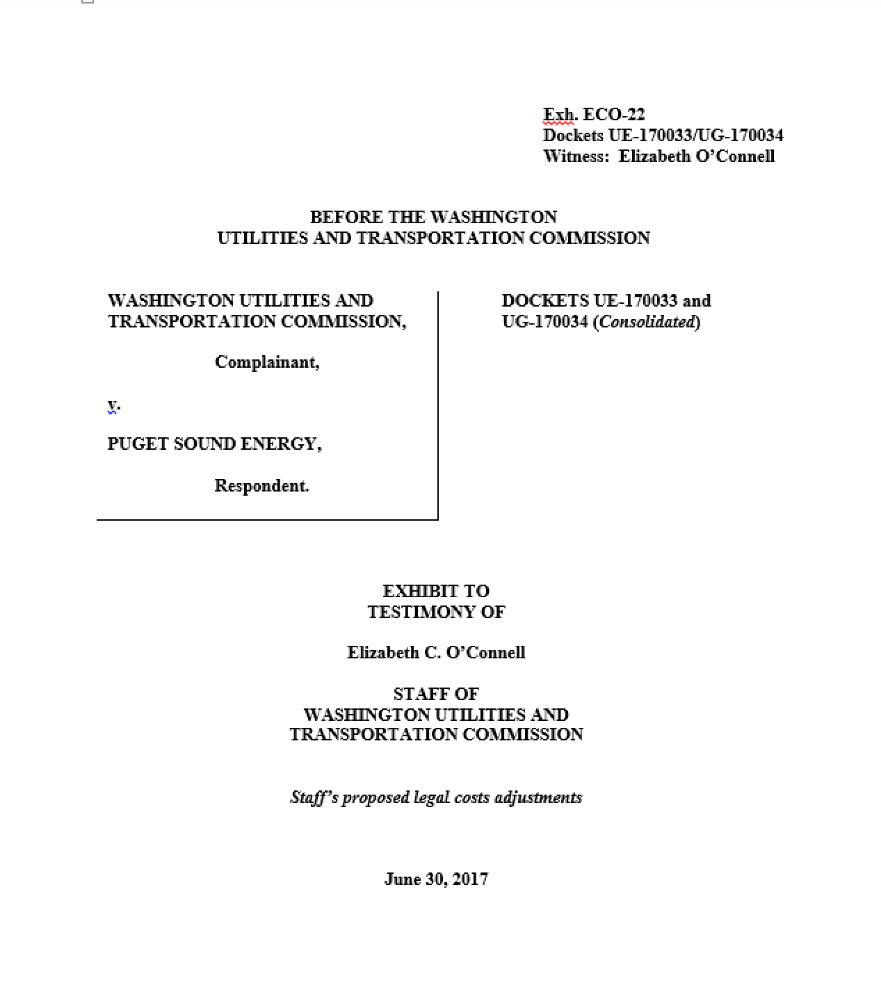 Exh. ECO-22
Dockets UE-170033/UG-170034
Witness: Elizabeth O’Connell
BEFORE THE WASHINGTON
UTILITIES AND TRANSPORTATION COMMISSION
WASHINGTON UTILITIES AND
TRANSPORTATION COMMISSION,
Complainant,
v.
PUGET SOUND ENERGY,
Respondent.
DOCKETS UE-170033 and
UG-170034 (Consolidated)
EXHIBIT TO
TESTIMONY OF
Elizabeth C. O’Connell
STAFF OF
WASHINGTON UTILITIES AND
TRANSPORTATION COMMISSION
Staff’s proposed legal costs adjustments
June 30, 2017